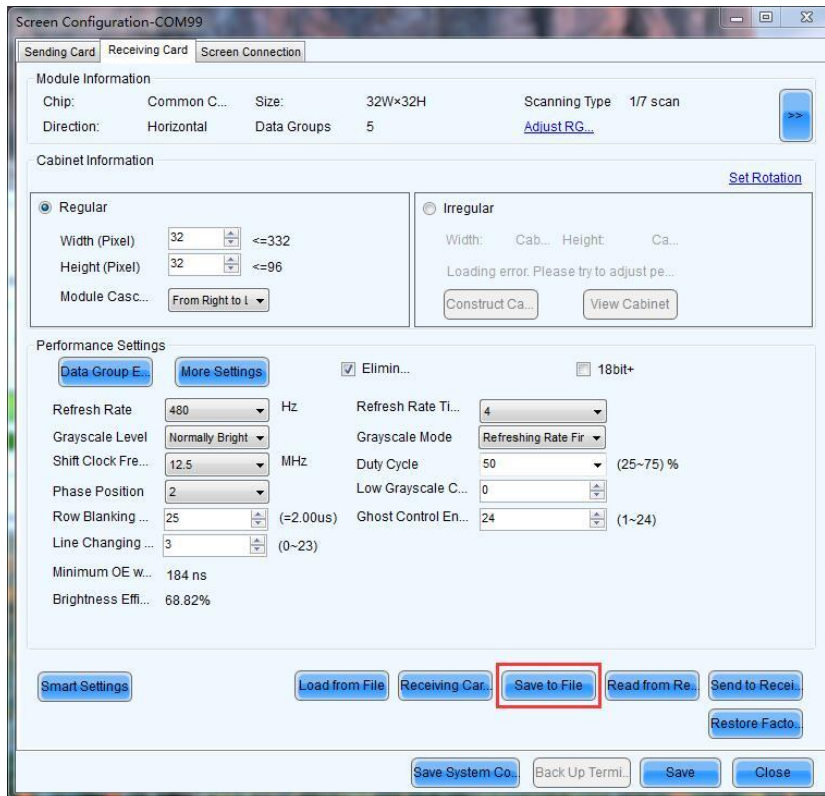 Screen Configuration-COM99
Sending Card Receiving Card Screen Connection
Module Information
Chip: Common C... Size: 32W×32H Scanning Type 1/7 scan
Direction: Horizontal Data Groups 5 Adjust RG...
>>
Cabinet Information
Set Rotation
Regular
Width (Pixel) 32 <=332
Height (Pixel) 32 <=96
Module Casc... From Right to L
Irregular
Width: Cab... Height: Ca...
Loading error. Please try to adjust pe...
Construct Ca... View Cabinet
Performance Settings
Data Group E... More Settings Elimin... 18bit+
Refresh Rate 480 Hz Refresh Rate Ti... 4
Grayscale Level Normally Bright Grayscale Mode Refreshing Rate Fir
Shift Clock Fre... 12.5 MHz Duty Cycle 50 (25~75) %
Phase Position 2 Low Grayscale C... 0
Row Blanking ... 25 (=2.00us) Ghost Control En... 24 (1~24)
Line Changing ... 3 (0~23)
Minimum OE w... 184 ns
Brightness Effi... 68.82%
Smart Settings Load from File Receiving Car... Save to File Read from Re... Send to Recei...
Restore Facto...
Save System Co... Back Up Termi... Save Close